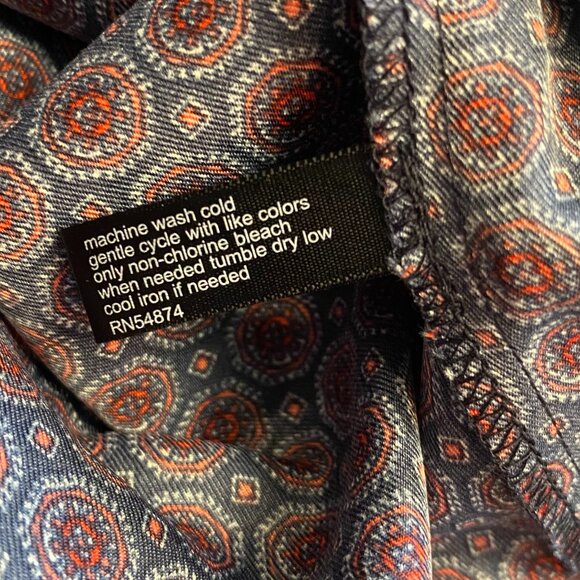 machine wash cold
gentle cycle with like colors
only non-chlorine bleach
when needed tumble dry low
cool iron if needed
RN54874